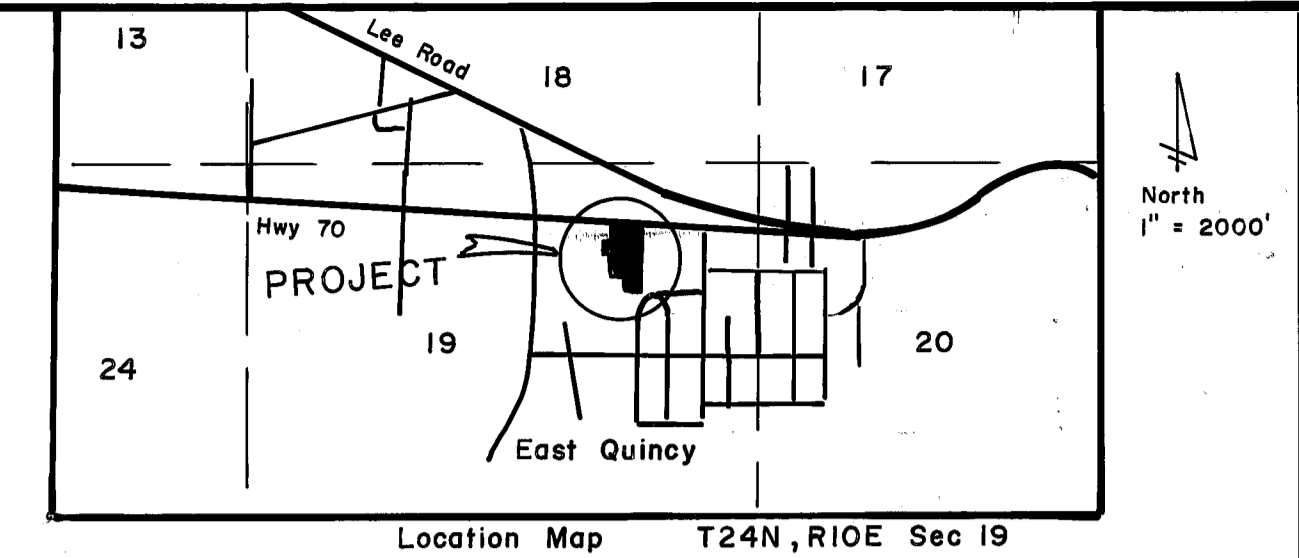 13
Lee Road
18
17
North
1" = 2000'
Hwy 70
PROJECT
19
20
24
East Quincy
Location Map T24N, R10E Sec 19